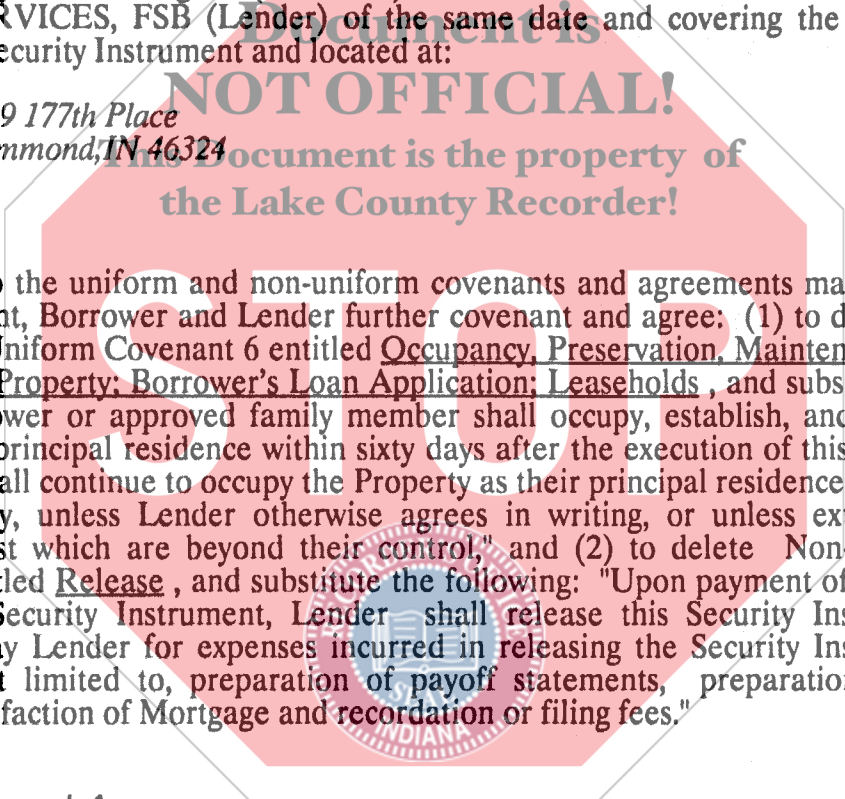 RVICES, FSB (Lender) of the same date and covering the
Document is
ecurity Instrument and located at:
NOT OFFICIAL!
9 177th Place
mmond, IN 46324
This Document is the property of
the Lake County Recorder!
the uniform and non-uniform covenants and agreements ma
nt, Borrower and Lender further covenant and agree: (1) to d
Uniform Covenant 6 entitled Occupancy, Preservation, Mainten
Property; Borrower's Loan Application; Leaseholds , and subs
STOP
wer or approved family member shall occupy, establish, and
principal residence within sixty days after the execution of this
all continue to occupy the Property as their principal residence
y, unless Lender otherwise agrees in writing, or unless ex
st which are beyond their control," and (2) to delete Non-
led Release , and substitute the following: "Upon payment of
Security Instrument, Lender shall release this Security Ins
y Lender for expenses incurred in releasing the Security Ins
t limited to, preparation of payoff statements, preparation
faction of Mortgage and recordation or filing fees."
SEAL
INDIANA